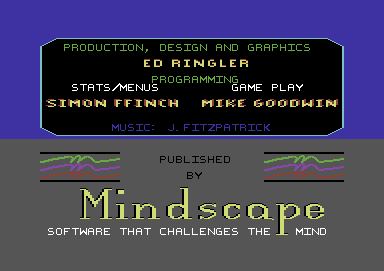 PRODUCTION, DESIGN AND GRAPHICS
ED RINGLER
PROGRAMMING
STATS/MENUS GAME PLAY
SIMON FFINCH MIKE GOODWIN
MUSIC: J.FITZPATRICK
PUBLISHED
BY
Mindscape
SOFTWARE THAT CHALLENGES THE MIND